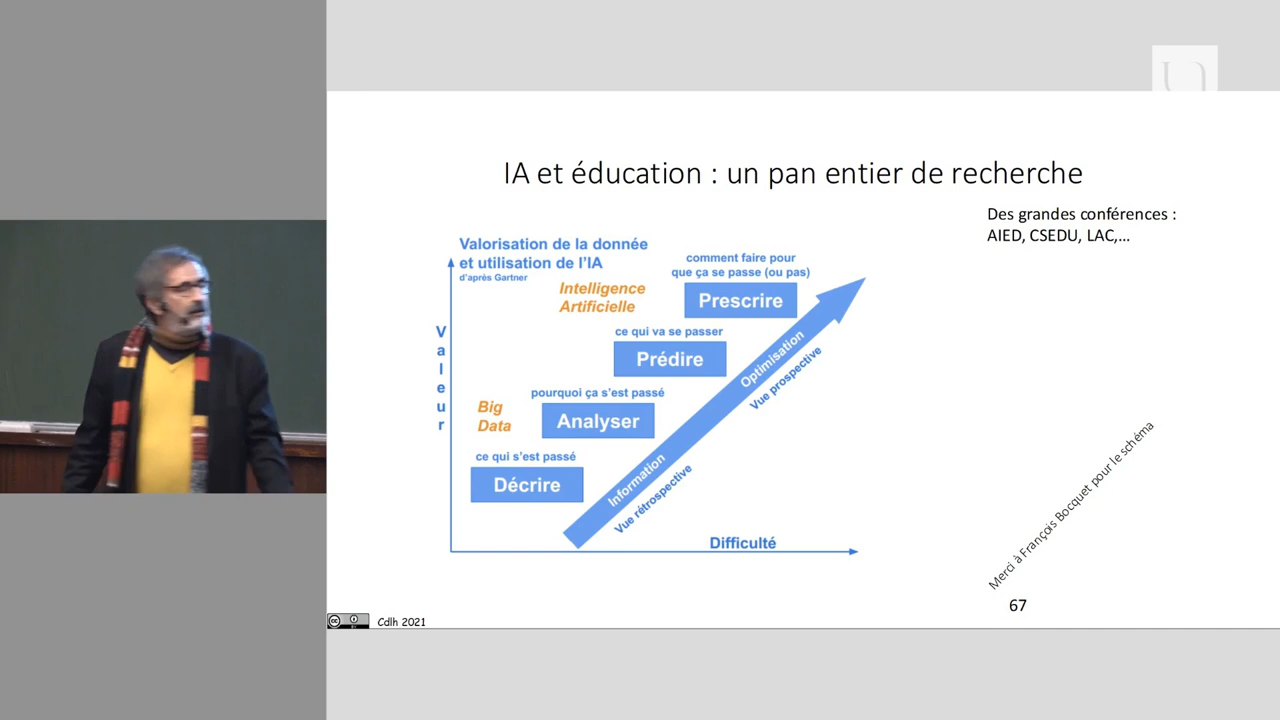 IA et éducation : un pan entier de recherche
Des grandes conférences :
AIED, CSEDU, LAC,...
Valorisation de la donnée
et utilisation de l'IA
d'après Gartner
comment faire pour
que ça se passe (ou pas)
Prescrire
Intelligence
Artificielle
ce qui va se passer
Prédire
Optimisation
Vue prospective
Valeur
pourquoi ça s'est passé
Analyser
Big
Data
ce qui s'est passé
Décrire
Information
Vue rétrospective
Difficulté
Merci à François Bocquet pour le schéma
67
cc
BY
Cdlh 2021